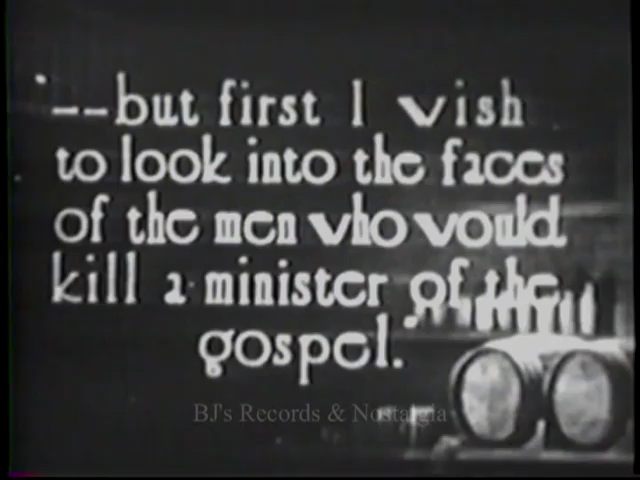 --but first I wish
to look into the faces
of the men who would
kill a minister of the
gospel."
BJ's Records & Nostalgia